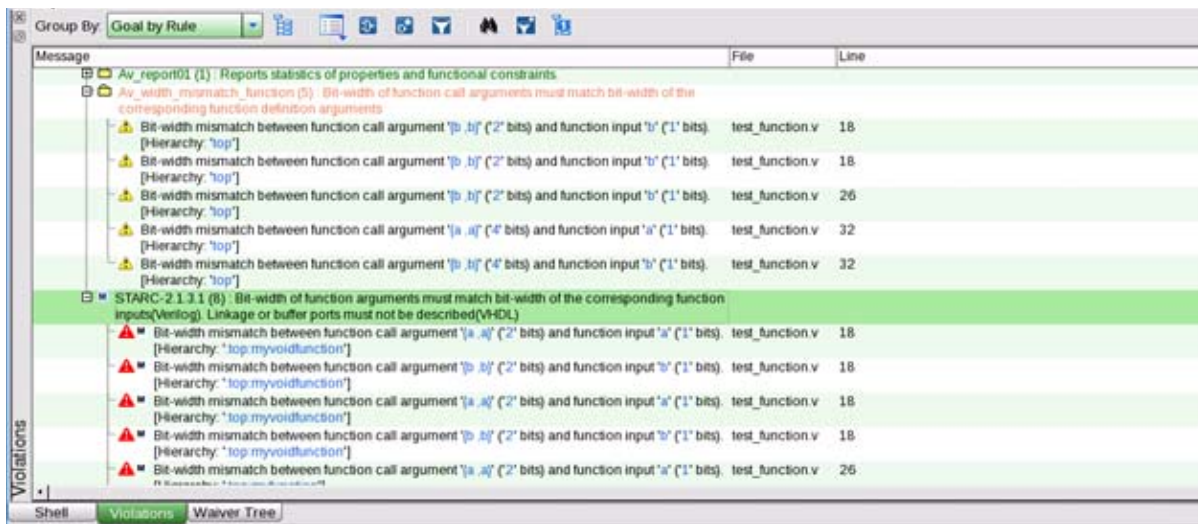 Group By: Goal by Rule
Message File Line
Av_report01 (1) : Reports statistics of properties and functional constraints.
Av_width_mismatch_function (5) : Bit-width of function call arguments must match bit-width of the
corresponding function definition arguments
Bit-width mismatch between function call argument '{b ,b}' ('2' bits) and function input 'b' ('1' bits). test_function.v 18
[Hierarchy: 'top']
Bit-width mismatch between function call argument '{b ,b}' ('2' bits) and function input 'b' ('1' bits). test_function.v 18
[Hierarchy: 'top']
Bit-width mismatch between function call argument '{b ,b}' ('2' bits) and function input 'b' ('1' bits). test_function.v 26
[Hierarchy: 'top']
Bit-width mismatch between function call argument '{a ,a}' ('4' bits) and function input 'a' ('1' bits). test_function.v 32
[Hierarchy: 'top']
Bit-width mismatch between function call argument '{b ,b}' ('4' bits) and function input 'b' ('1' bits). test_function.v 32
[Hierarchy: 'top']
STARC-2.1.3.1 (8) : Bit-width of function arguments must match bit-width of the corresponding function
inputs(Verilog). Linkage or buffer ports must not be described(VHDL)
Bit-width mismatch between function call argument '{a ,a}' ('2' bits) and function input 'a' ('1' bits). test_function.v 18
[Hierarchy: ':top:myvoidfunction']
Bit-width mismatch between function call argument '{b ,b}' ('2' bits) and function input 'b' ('1' bits). test_function.v 18
[Hierarchy: ':top:myvoidfunction']
Bit-width mismatch between function call argument '{a ,a}' ('2' bits) and function input 'a' ('1' bits). test_function.v 18
[Hierarchy: ':top:myvoidfunction']
Bit-width mismatch between function call argument '{b ,b}' ('2' bits) and function input 'b' ('1' bits). test_function.v 18
[Hierarchy: ':top:myvoidfunction']
Bit-width mismatch between function call argument '{a ,a}' ('2' bits) and function input 'a' ('1' bits). test_function.v 26
Violations
Shell Violations Waiver Tree